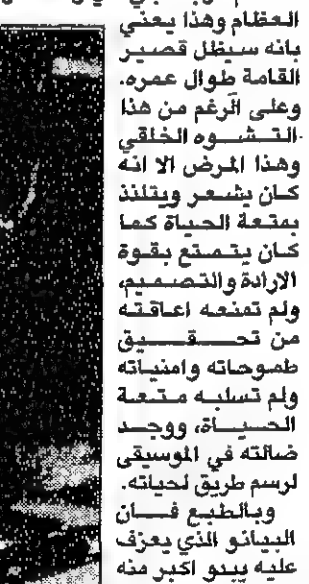 العظام وهذا يعني
بانه سيظل قصير
القامة طوال عمره.
وعلى الرغم من هذا
التشوه الخلقي
وهذا المرض الا انه
كان يشعر ويتلذذ
بمتعة الحياة كما
كان يتمتع بقوة
الارادة والتصميم،
ولم تمنعه اعاقته
من تحقيق
طموحاته وامنياته
ولم تسلبه متعة
الحياة، ووجد
ضالته في الموسيقى
لرسم طريق لحياته.
وبالطبع فان
البيانو الذي يعزف
عليه يبنو اكبر منه